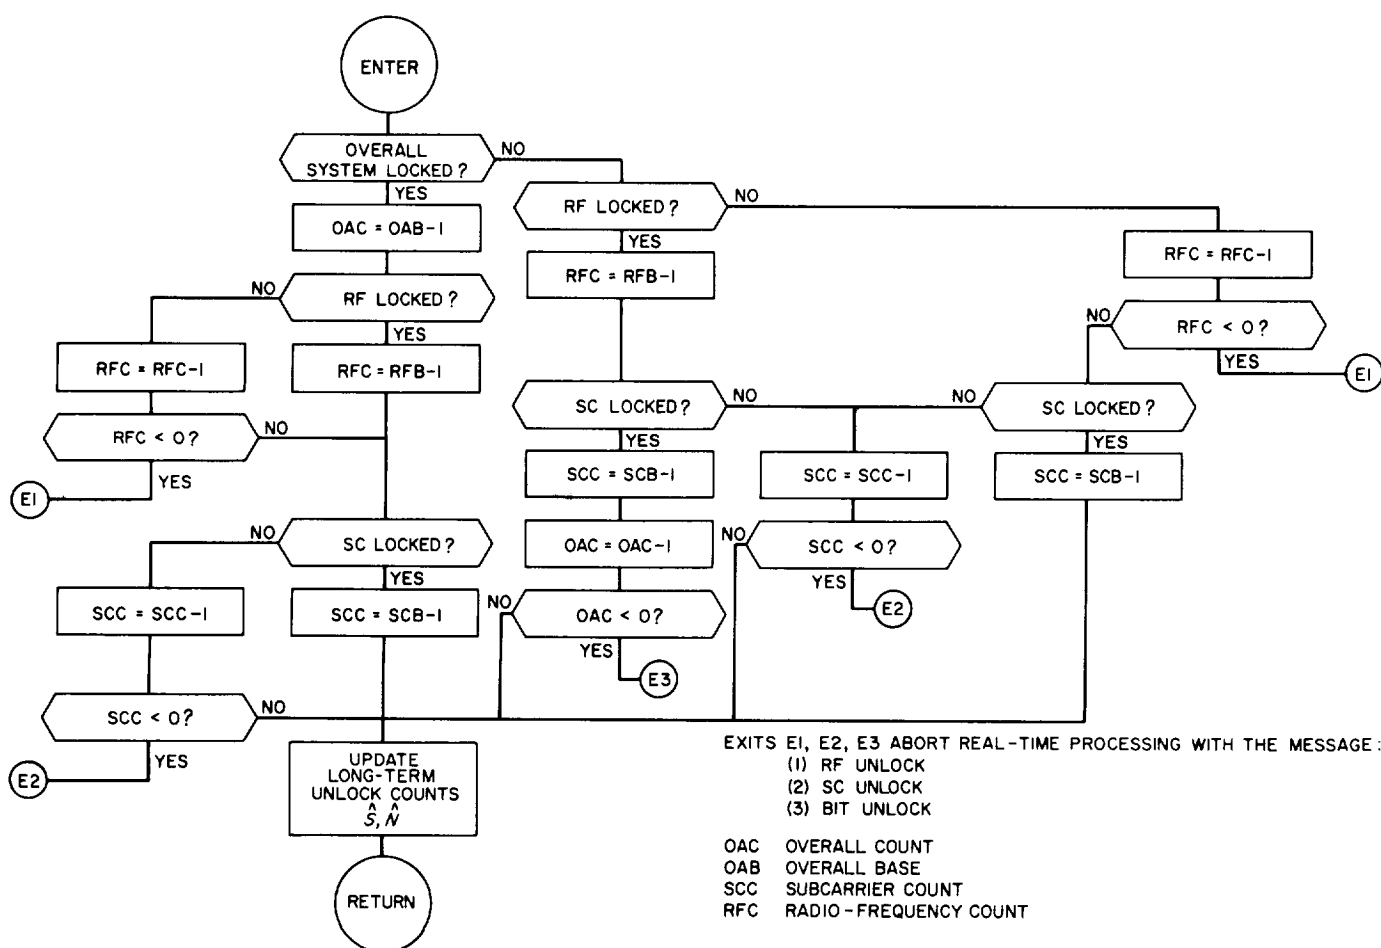 ENTER
OVERALL
SYSTEM LOCKED?
NO
YES
OAC = OAB-1
RF LOCKED?
NO
YES
RFC = RFC-1
RFC = RFB-1
RFC < 0?
NO
YES
E1
SC LOCKED?
NO
YES
SCC = SCC-1
SCC = SCB-1
SCC < 0?
NO
YES
E2
UPDATE
LONG-TERM
UNLOCK COUNTS
Ŝ, N̂
RETURN
RF LOCKED?
NO
YES
RFC = RFB-1
SC LOCKED?
NO
YES
SCC = SCB-1
OAC = OAC-1
OAC < 0?
NO
YES
E3
SCC = SCC-1
SCC < 0?
NO
YES
E2
RFC = RFC-1
RFC < 0?
NO
YES
E1
SC LOCKED?
NO
YES
SCC = SCB-1
EXITS E1, E2, E3 ABORT REAL-TIME PROCESSING WITH THE MESSAGE:
(1) RF UNLOCK
(2) SC UNLOCK
(3) BIT UNLOCK
OAC OVERALL COUNT
OAB OVERALL BASE
SCC SUBCARRIER COUNT
RFC RADIO-FREQUENCY COUNT